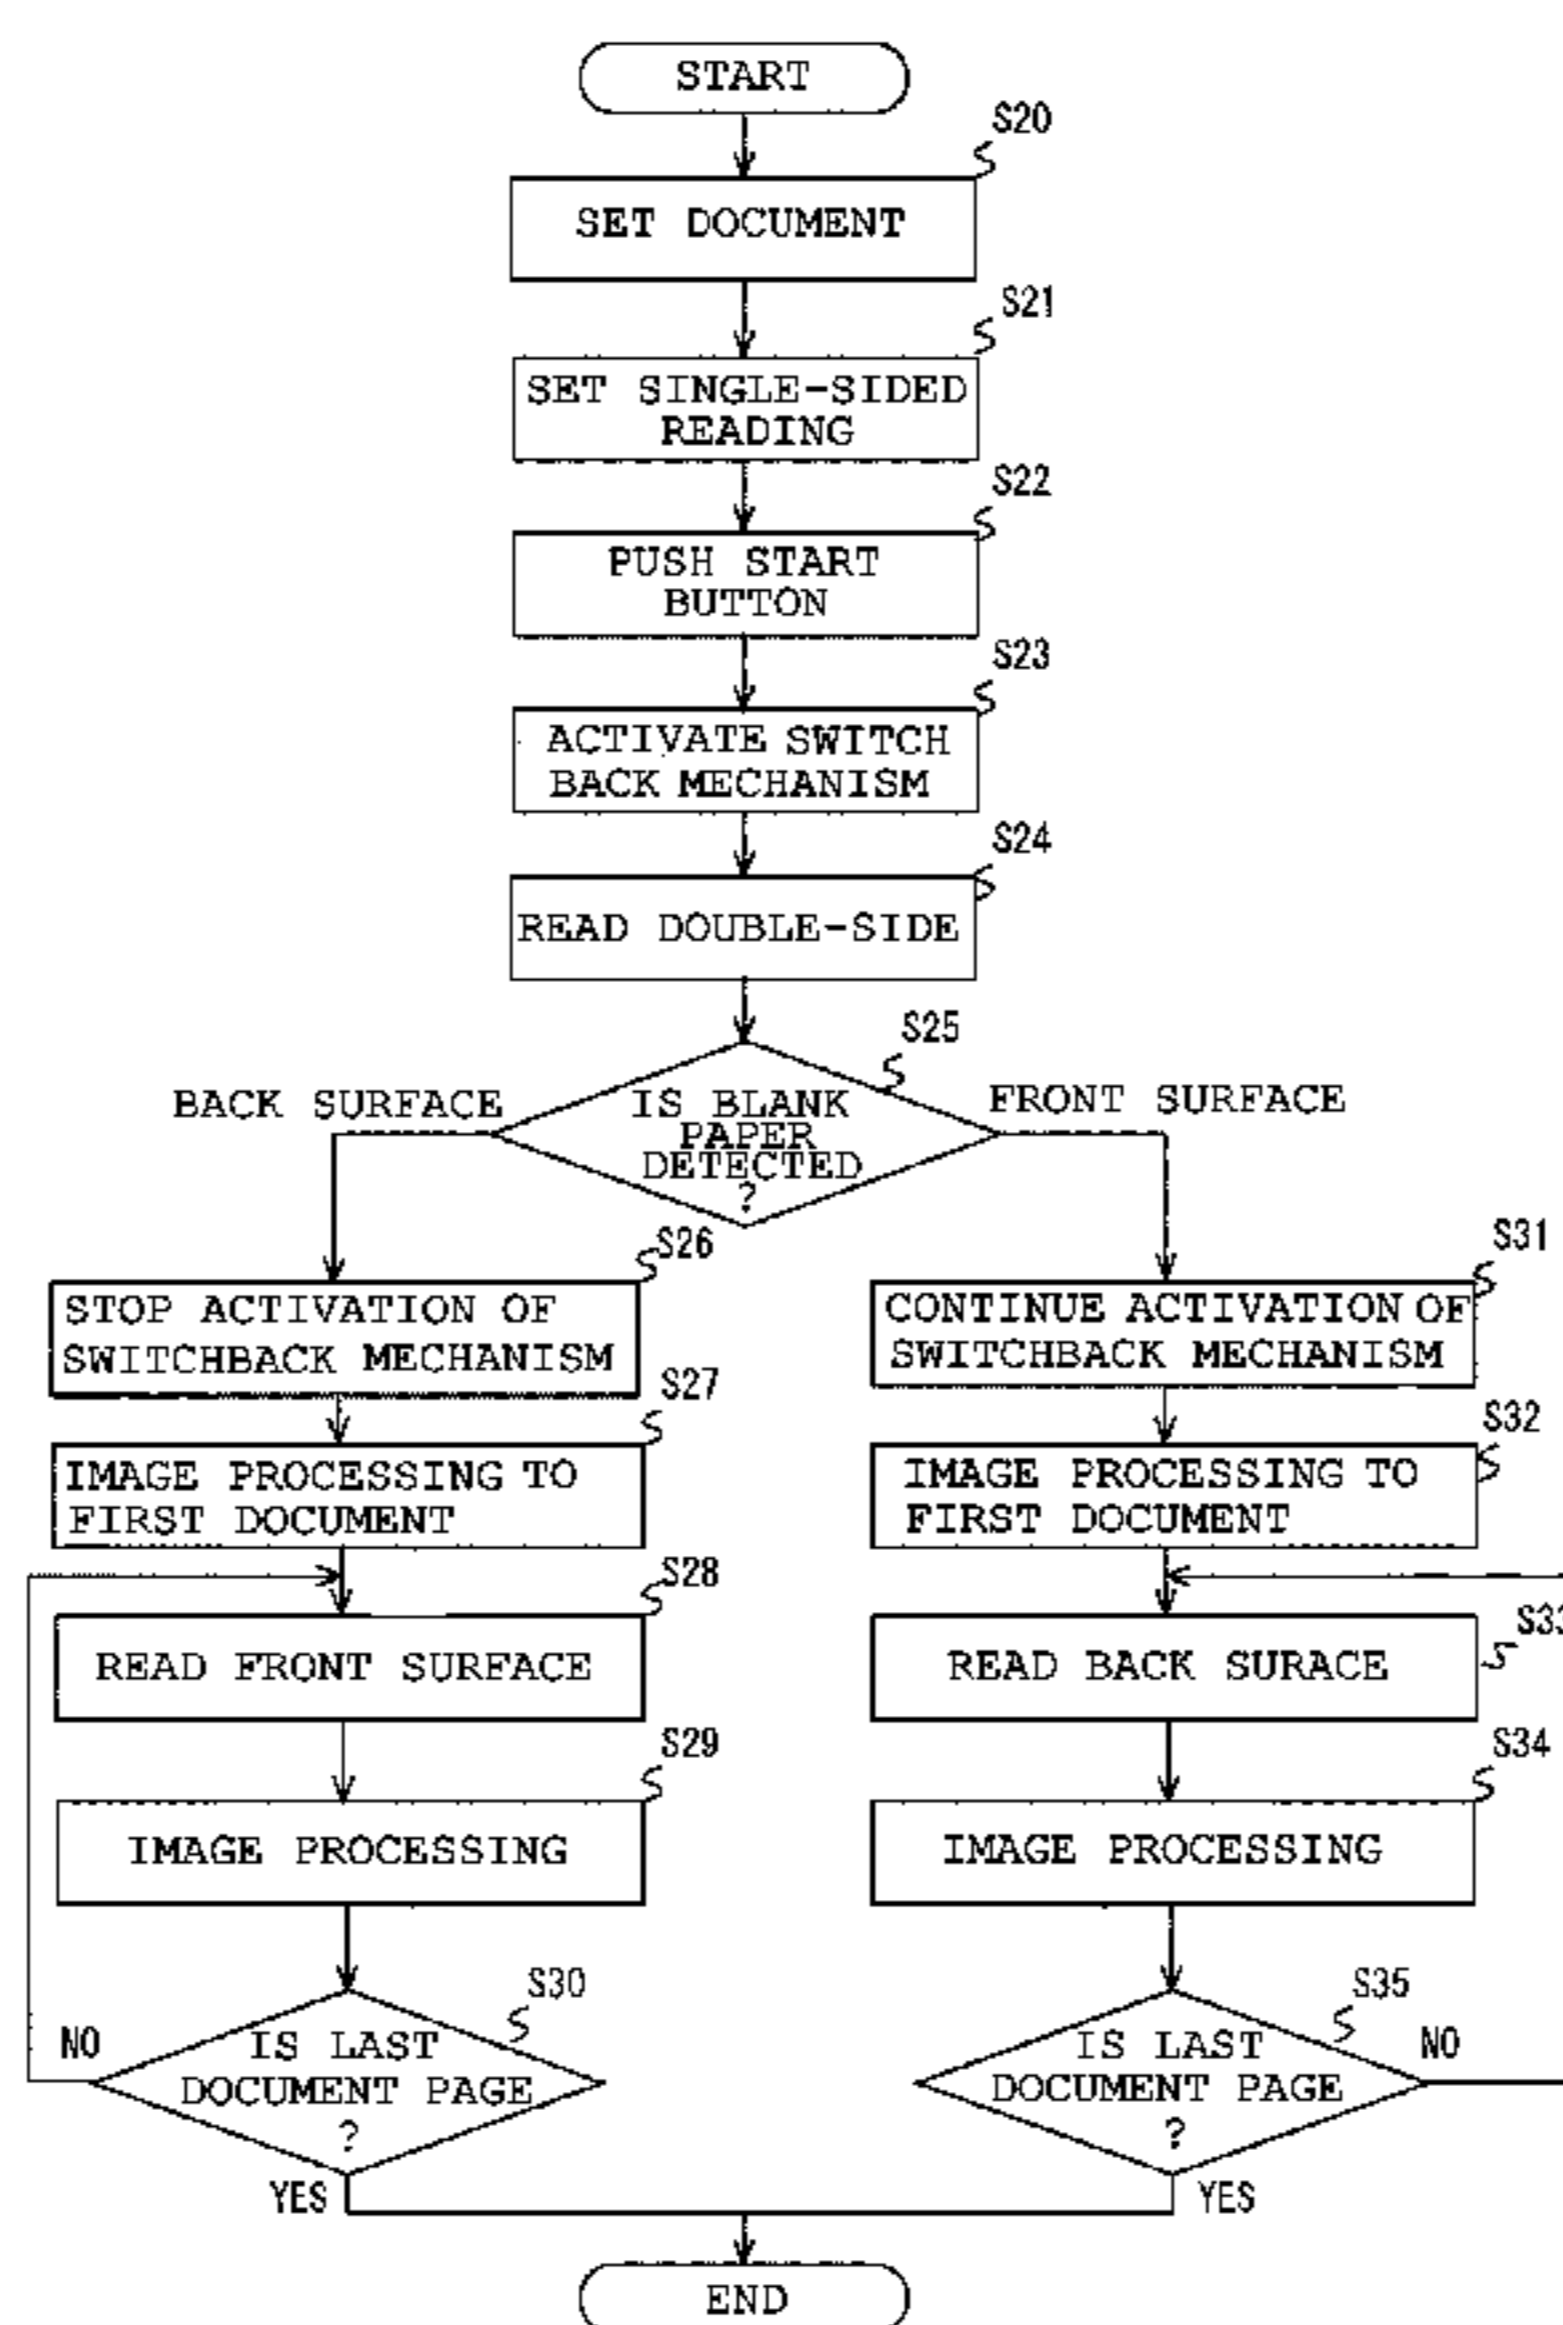 START
S20
SET DOCUMENT
S21
SET SINGLE-SIDED
READING
S22
PUSH START
BUTTON
S23
ACTIVATE SWITCH
BACK MECHANISM
S24
READ DOUBLE-SIDE
S25
BACK SURFACE
IS BLANK
PAPER
DETECTED
?
FRONT SURFACE
S26
STOP ACTIVATION OF
SWITCHBACK MECHANISM
S27
IMAGE PROCESSING TO
FIRST DOCUMENT
S28
READ FRONT SURFACE
S29
IMAGE PROCESSING
S30
NO
IS LAST
DOCUMENT PAGE
?
YES
S31
CONTINUE ACTIVATION OF
SWITCHBACK MECHANISM
S32
IMAGE PROCESSING TO
FIRST DOCUMENT
S33
READ BACK SURACE
S34
IMAGE PROCESSING
S35
NO
IS LAST
DOCUMENT PAGE
?
YES
END